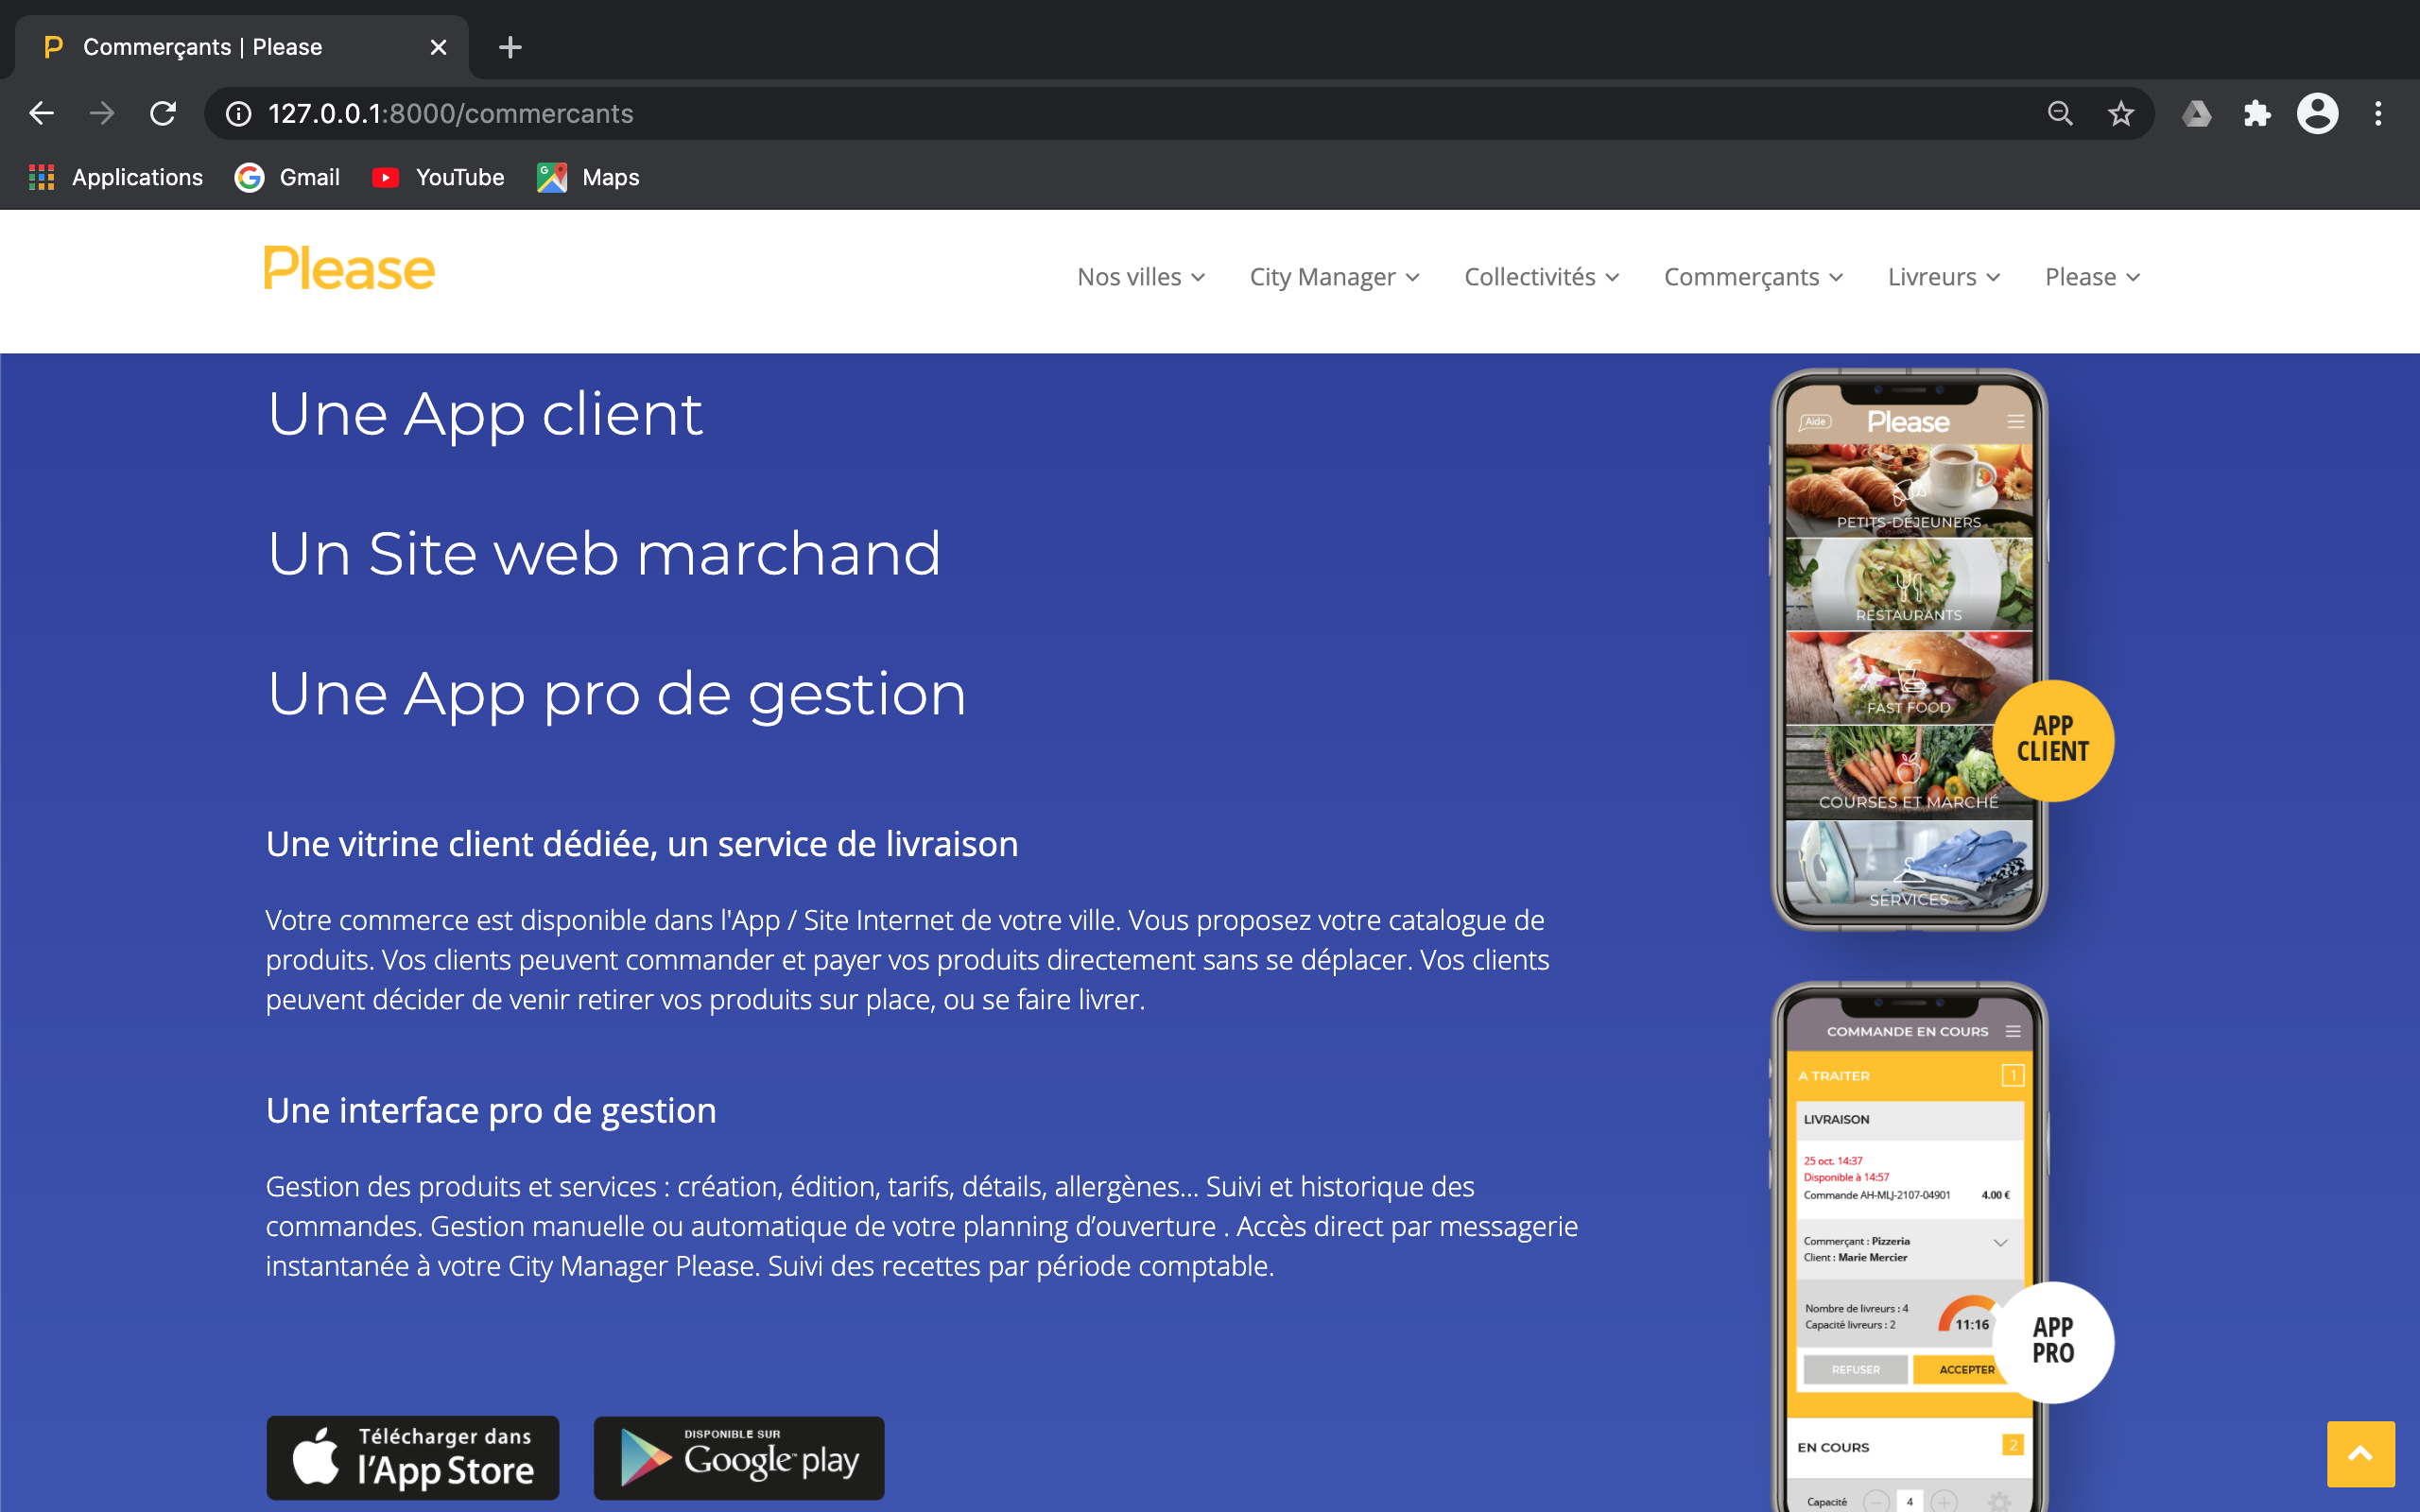 Commerçants | Please
127.0.0.1:8000/commercants
Applications
Gmail
YouTube
Maps
Please
Nos villes
City Manager
Collectivités
Commerçants
Livreurs
Please
Une App client
Un Site web marchand
Une App pro de gestion
Une vitrine client dédiée, un service de livraison
Votre commerce est disponible dans l'App / Site Internet de votre ville. Vous proposez votre catalogue de
produits. Vos clients peuvent commander et payer vos produits directement sans se déplacer. Vos clients
peuvent décider de venir retirer vos produits sur place, ou se faire livrer.
Une interface pro de gestion
Gestion des produits et services : création, édition, tarifs, détails, allergènes... Suivi et historique des
commandes. Gestion manuelle ou automatique de votre planning d’ouverture . Accès direct par messagerie
instantanée à votre City Manager Please. Suivi des recettes par période comptable.
Télécharger dans
l’App Store
DISPONIBLE SUR
Google play
Aide
Please
PETITS-DÉJEUNERS
RESTAURANTS
FAST FOOD
COURSES ET MARCHÉ
SERVICES
APP
CLIENT
COMMANDE EN COURS
A TRAITER
1
LIVRAISON
25 oct. 14:37
Disponible à 14:57
Commande AH-MLJ-2107-04901
4.00 €
Commerçant : Pizzeria
Client : Marie Mercier
Nombre de livreurs : 4
Capacité livreurs : 2
11:16
REFUSER
ACCEPTER
APP
PRO
EN COURS
2
Capacité
4